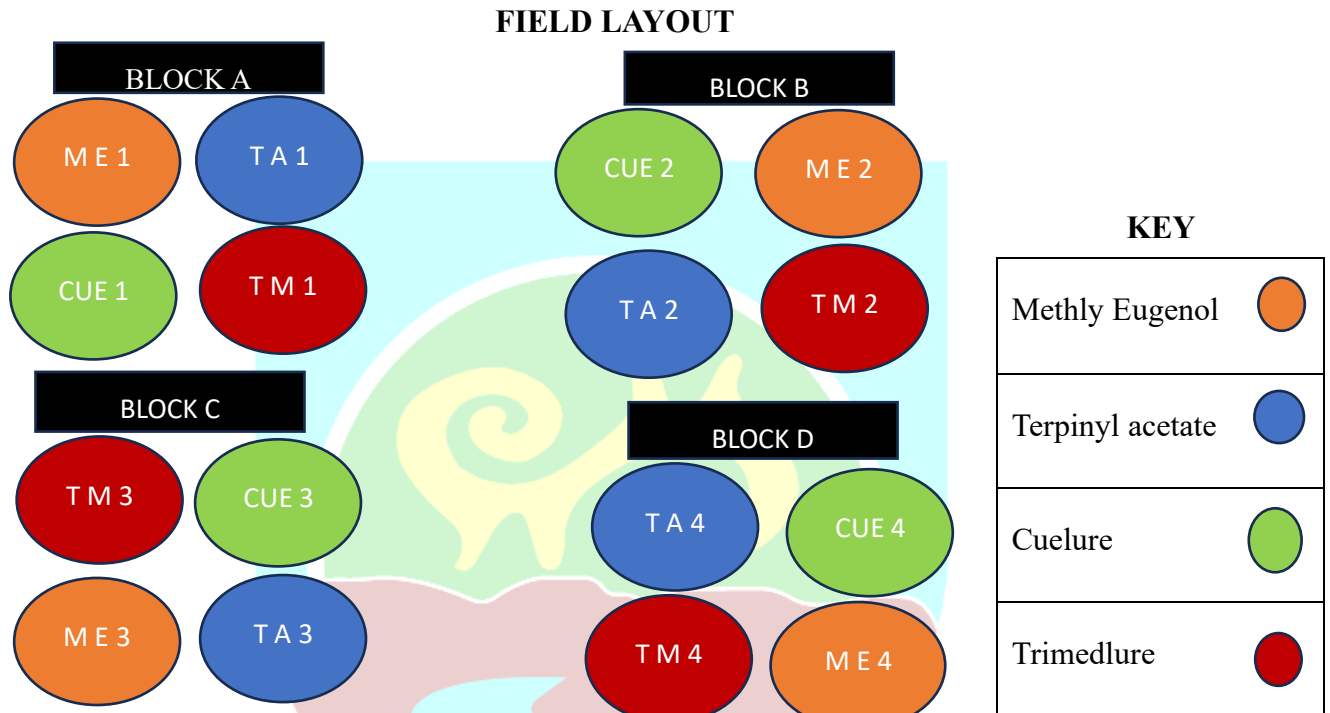 FIELD LAYOUT
BLOCK A
M E 1
T A 1
CUE 1
T M 1
BLOCK B
CUE 2
M E 2
T A 2
T M 2
BLOCK C
T M 3
CUE 3
M E 3
T A 3
BLOCK D
T A 4
CUE 4
T M 4
M E 4
KEY
Methly Eugenol
Terpinyl acetate
Cuelure
Trimedlure